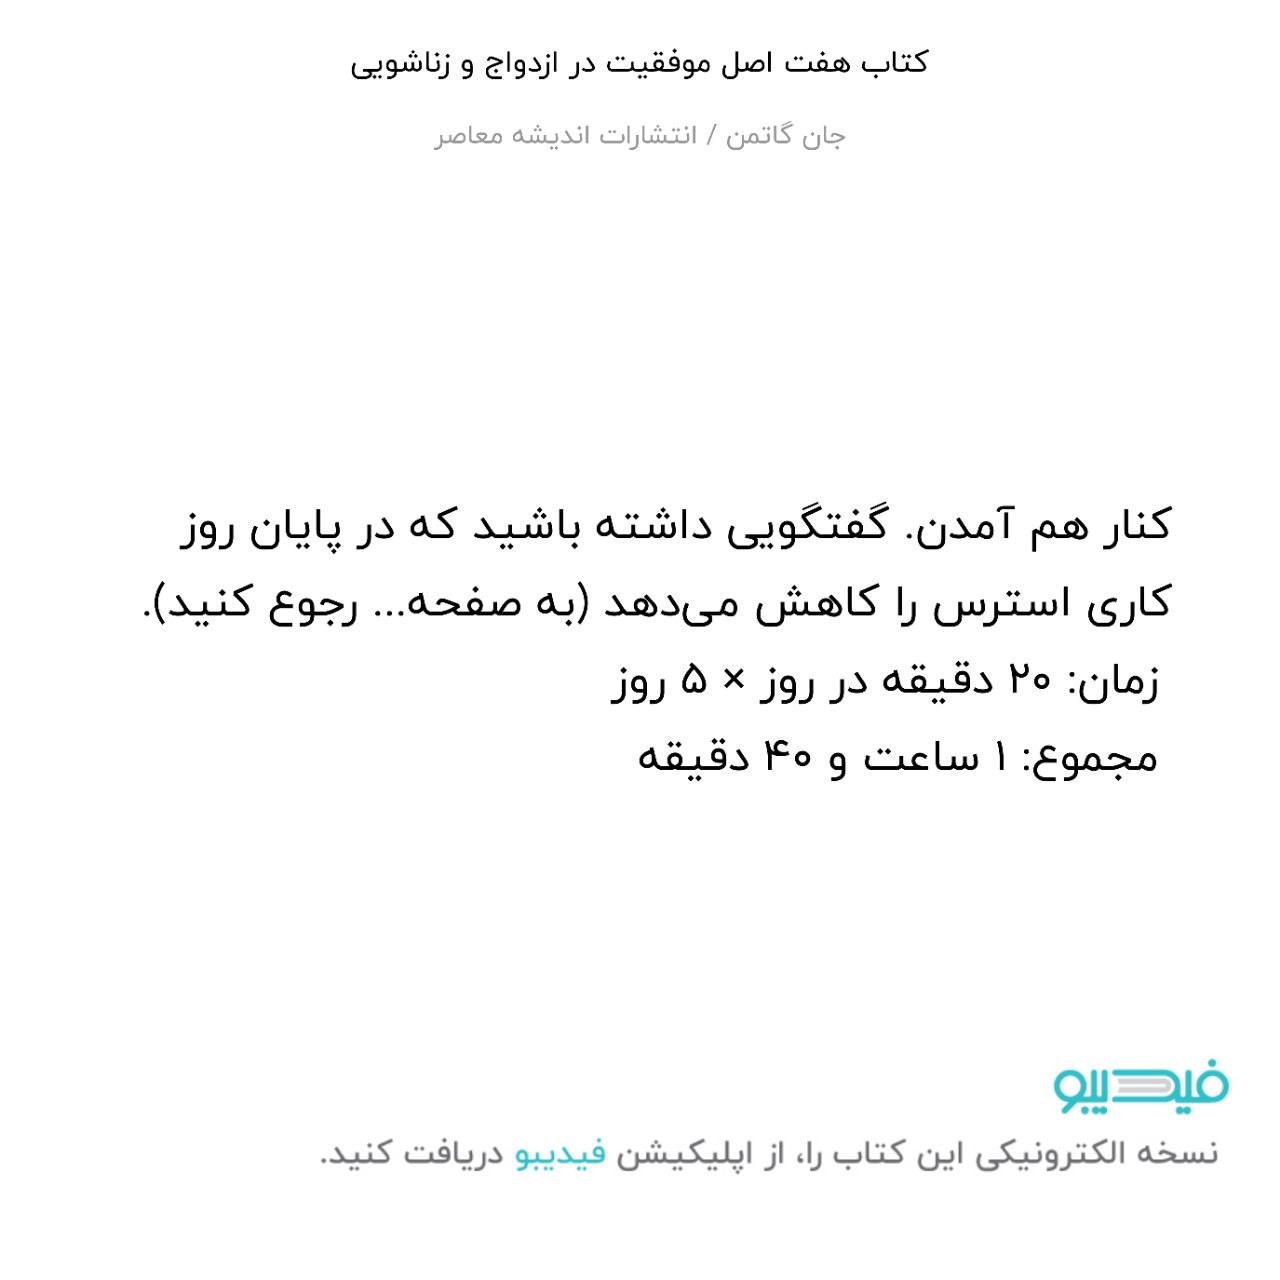 کتاب هفت اصل موفقیت در ازدواج و زناشویی
جان گاتمن / انتشارات اندیشه معاصر
کنار هم آمدن. گفتگویی داشته باشید که در پایان روز
کاری استرس را کاهش می‌دهد (به صفحه... رجوع کنید).
زمان: ۲۰ دقیقه در روز × ۵ روز
مجموع: ۱ ساعت و ۴۰ دقیقه
فیدیبو
نسخه الکترونیکی این کتاب را، از اپلیکیشن فیدیبو دریافت کنید.